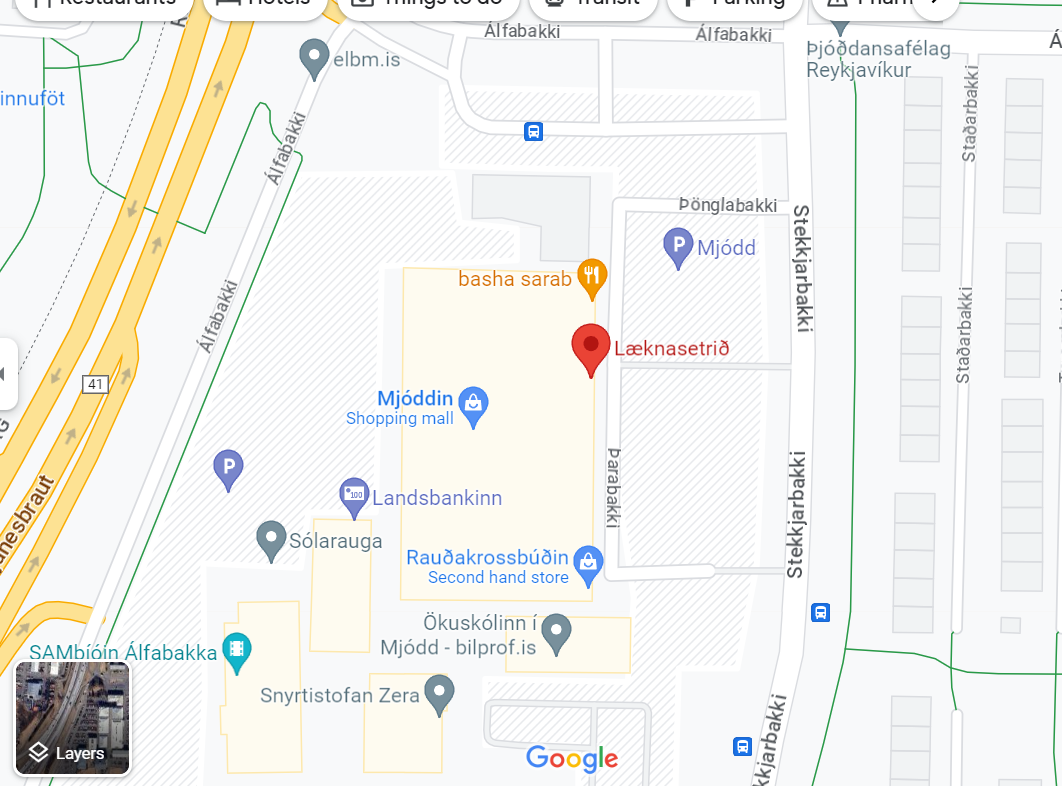 Restaurants
Hotels
Things to do
Transit
Parking
Álfabakki
Álfabakki
Þjóðdansafélag
Reykjavíkur
elbm.is
innuföt
Álfabakki
Staðarbakki
Þönglabakki
Stekkjarbakki
Mjódd
basha sarab
Álfabakki
Læknasetrið
Staðarbakki
41
Mjóddin
Shopping mall
Landsbankinn
Þarabakki
Stekkjarbakki
Sólarauga
Rauðakrossbúðin
Second hand store
anesbraut
Ökuskólinn í
Mjódd - bilprof.is
SAMbíóin Álfabakka
Snyrtistofan Zera
kkjarbakki
Layers
Google